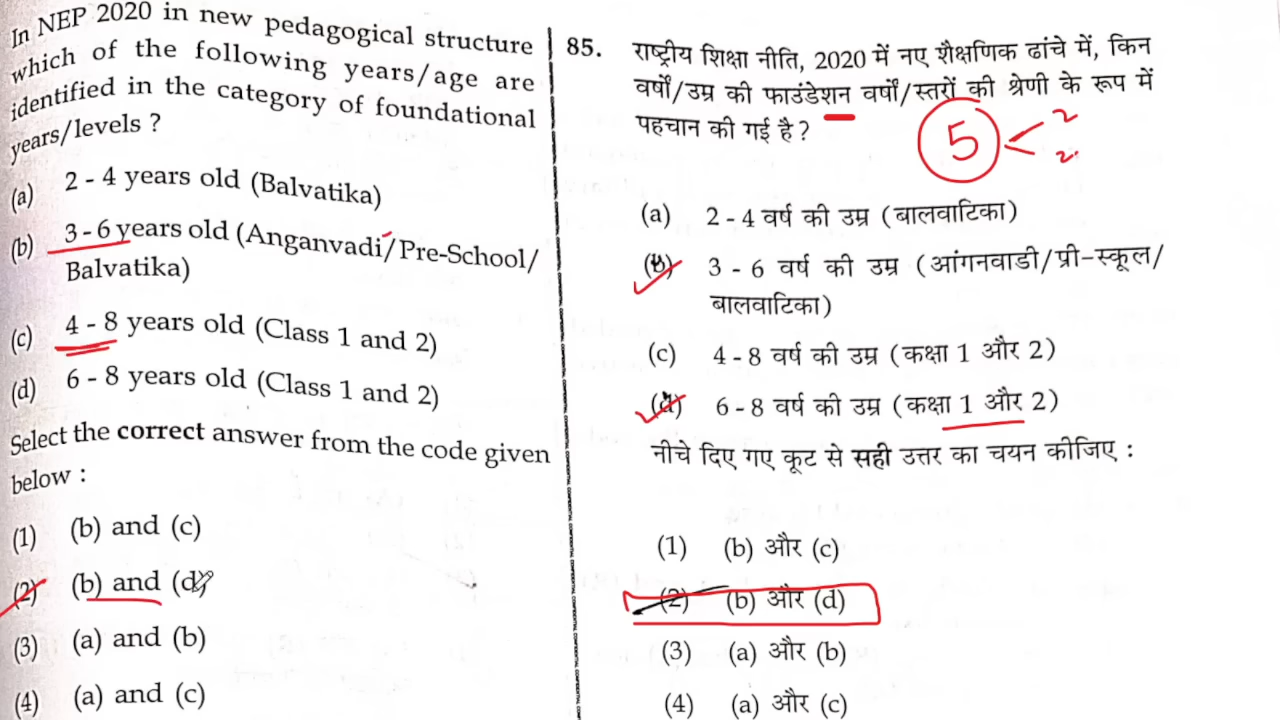 In NEP 2020 in new pedagogical structure
which of the following years/age are
identified in the category of foundational
years/levels ?
(a) 2 - 4 years old (Balvatika)
(b) 3 - 6 years old (Anganvadi/Pre-School/
Balvatika)
(c) 4 - 8 years old (Class 1 and 2)
(d) 6 - 8 years old (Class 1 and 2)
Select the correct answer from the code given
below :
(1) (b) and (c)
(2) (b) and (d)
(3) (a) and (b)
(4) (a) and (c)
85. राष्ट्रीय शिक्षा नीति, 2020 में नए शैक्षणिक ढांचे में, किन
वर्षों/उम्र की फाउंडेशन वर्षों/स्तरों की श्रेणी के रूप में
पहचान की गई है ?
5 2
2
(a) 2 - 4 वर्ष की उम्र (बालवाटिका)
(b) 3 - 6 वर्ष की उम्र (आंगनवाडी/प्री-स्कूल/
बालवाटिका)
(c) 4 - 8 वर्ष की उम्र (कक्षा 1 और 2)
(d) 6 - 8 वर्ष की उम्र (कक्षा 1 और 2)
नीचे दिए गए कूट से सही उत्तर का चयन कीजिए :
(1) (b) और (c)
(2) (b) और (d)
(3) (a) और (b)
(4) (a) और (c)